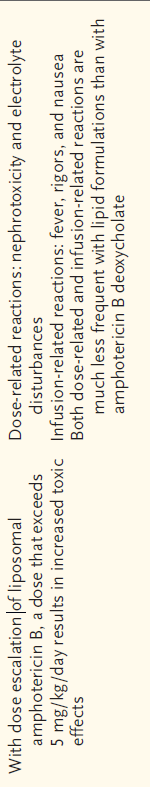 With dose escalation of liposomal
amphotericin B, a dose that exceeds
5 mg/kg/day results in increased toxic
effects
Dose-related reactions: nephrotoxicity and electrolyte
disturbances
Infusion-related reactions: fever, rigors, and nausea
Both dose-related and infusion-related reactions are
much less frequent with lipid formulations than with
amphotericin B deoxycholate